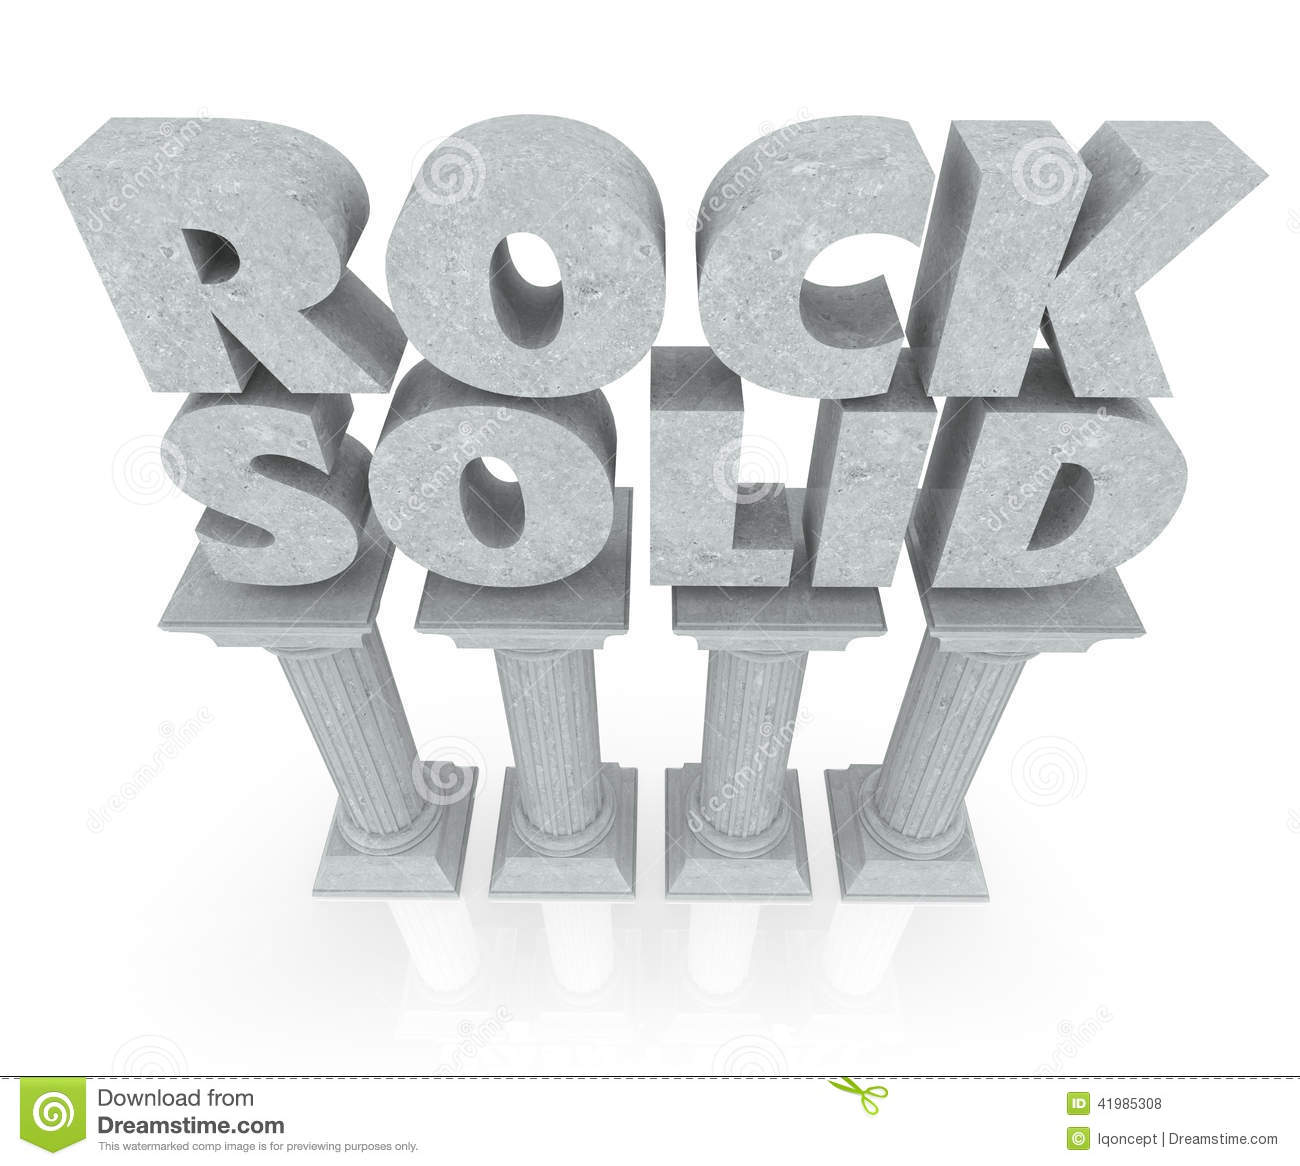 ROCK
SOLID
Download from
Dreamstime.com
This watermarked comp image is for previewing purposes only.
ID 41985308
© Iqoncept | Dreamstime.com